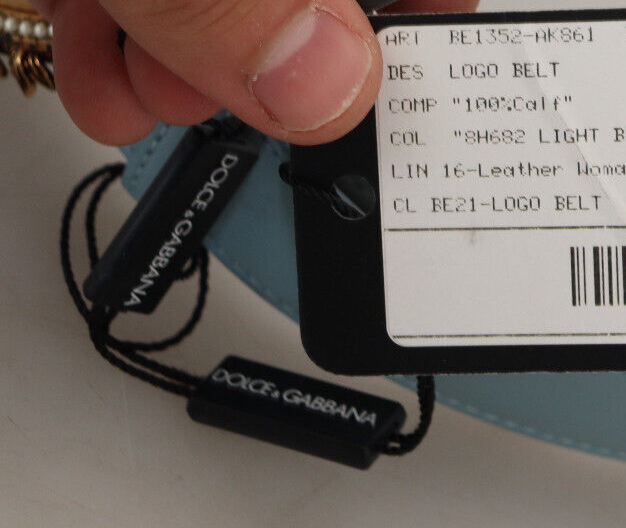 ART BE1352-AK861
DES LOGO BELT
COMP "100%Calf"
COL "8H682 LIGHT B
LIN 16-Leather Woma
CL BE21-LOGO BELT
DOLCE & GABBANA
DOLCE & GABBANA